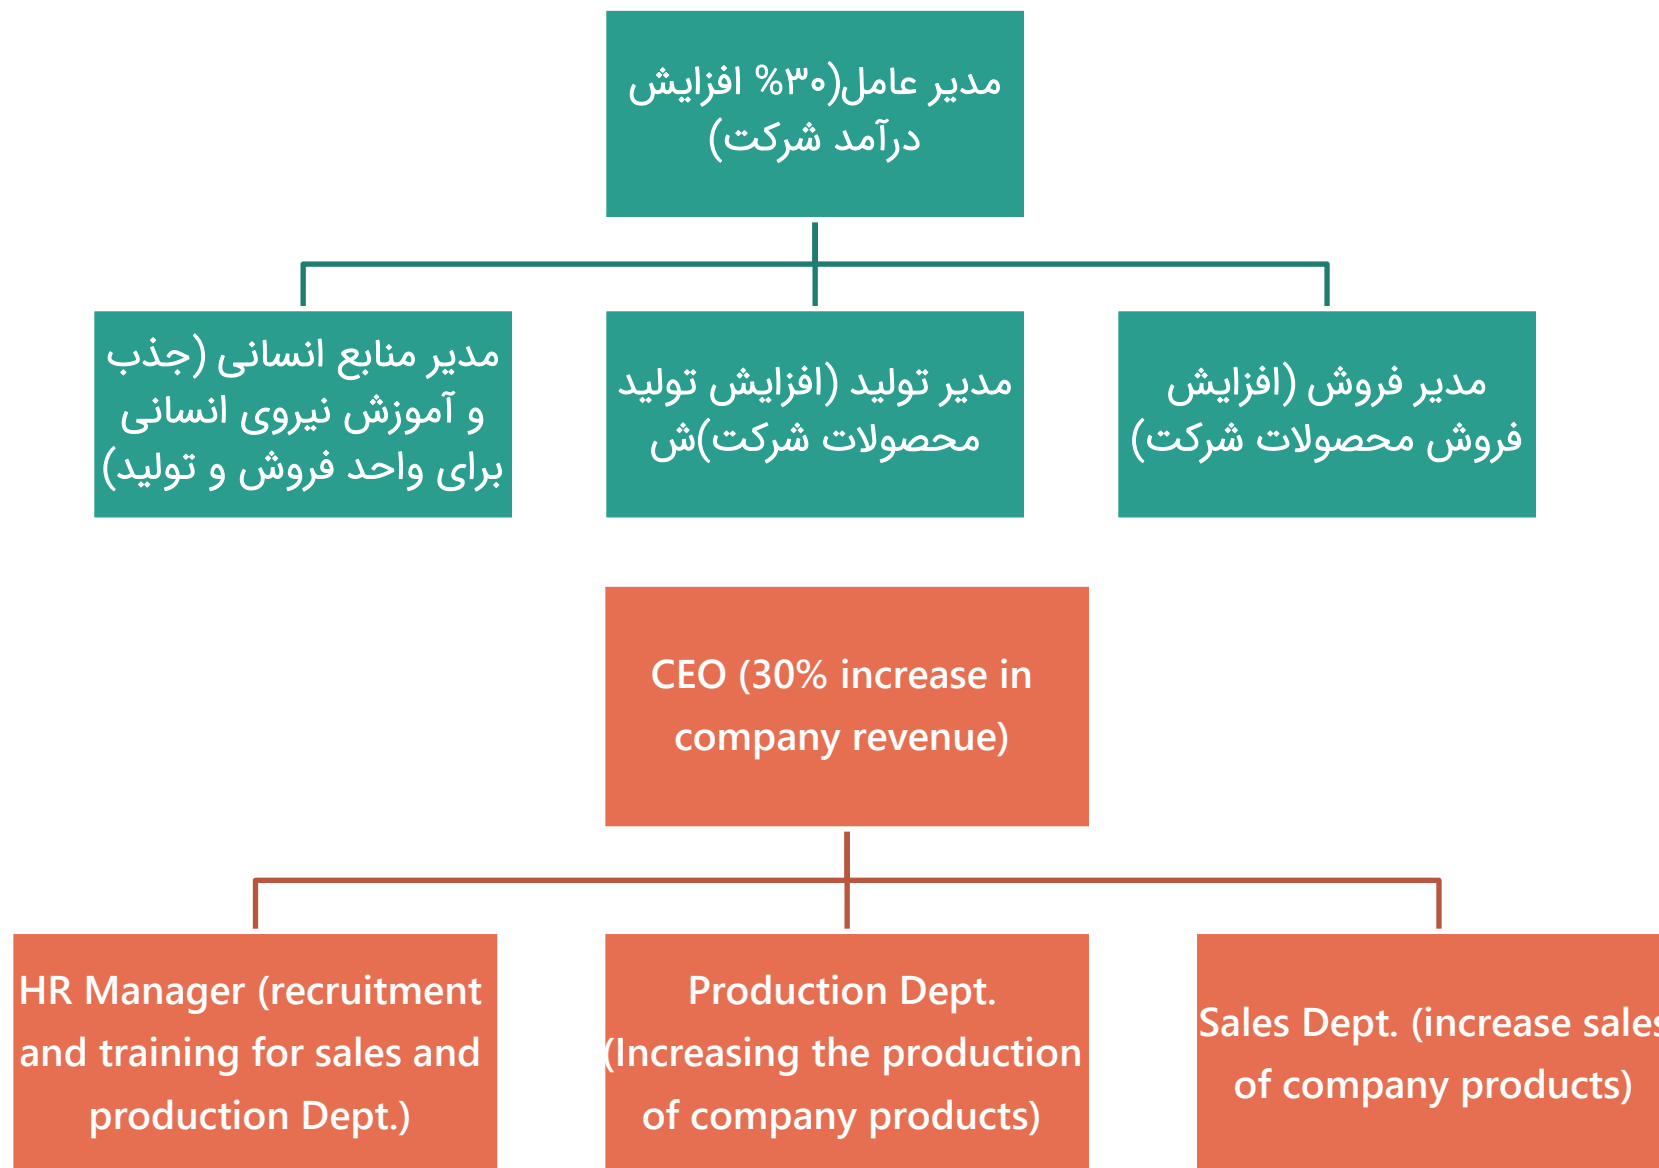 مدیر عامل(۳۰% افزایش
درآمد شرکت)
مدیر منابع انسانی (جذب
و آموزش نیروی انسانی
برای واحد فروش و تولید)
مدیر تولید (افزایش تولید
محصولات شرکت)ش
مدیر فروش (افزایش
فروش محصولات شرکت)
CEO (30% increase in
company revenue)
HR Manager (recruitment
and training for sales and
production Dept.)
Production Dept.
(Increasing the production
of company products)
Sales Dept. (increase sales
of company products)